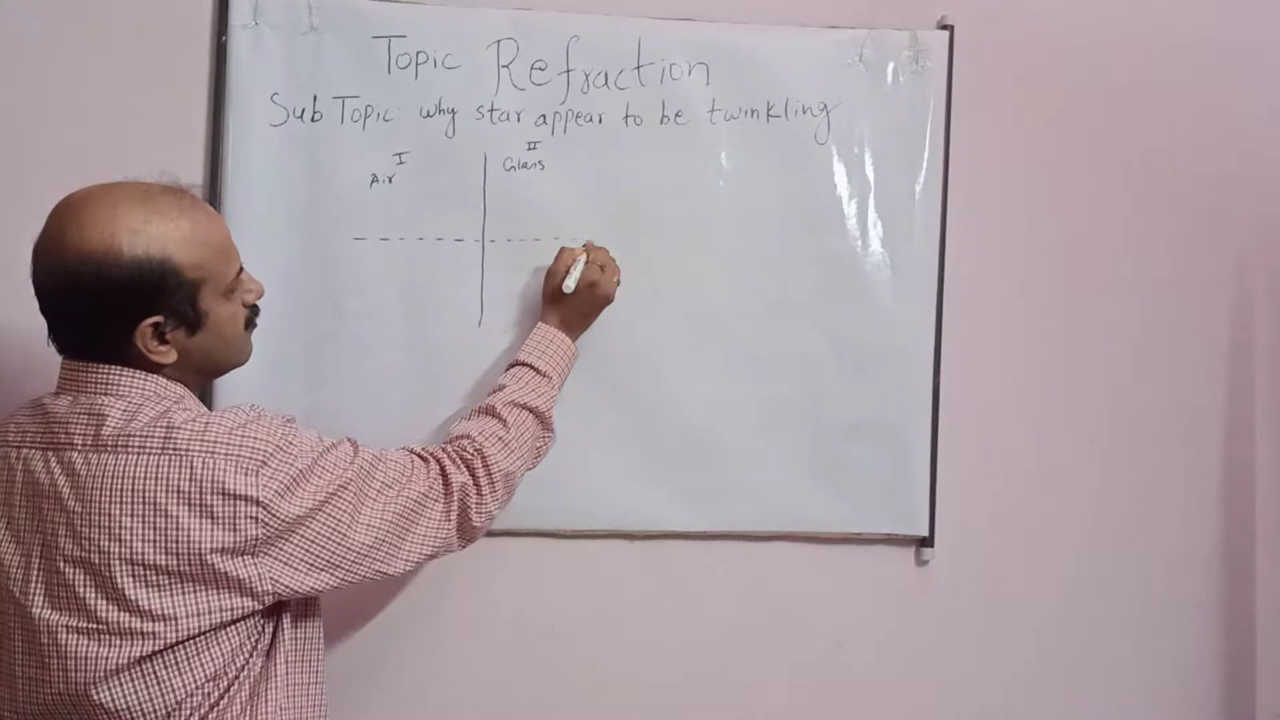 Topic Refraction
Sub Topic: why star appear to be twinkling
I II
Air Glass